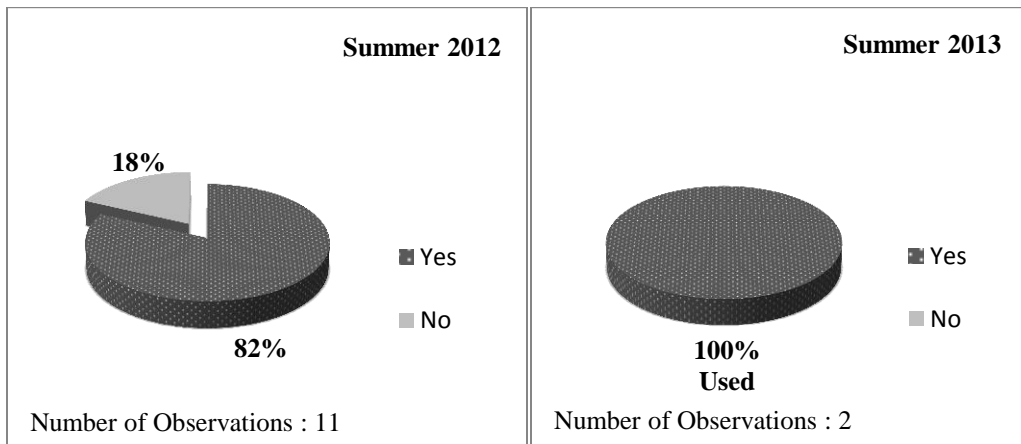 Summer 2012
18%
Yes
No
82%
Number of Observations : 11
Summer 2013
Yes
No
100%
Used
Number of Observations : 2